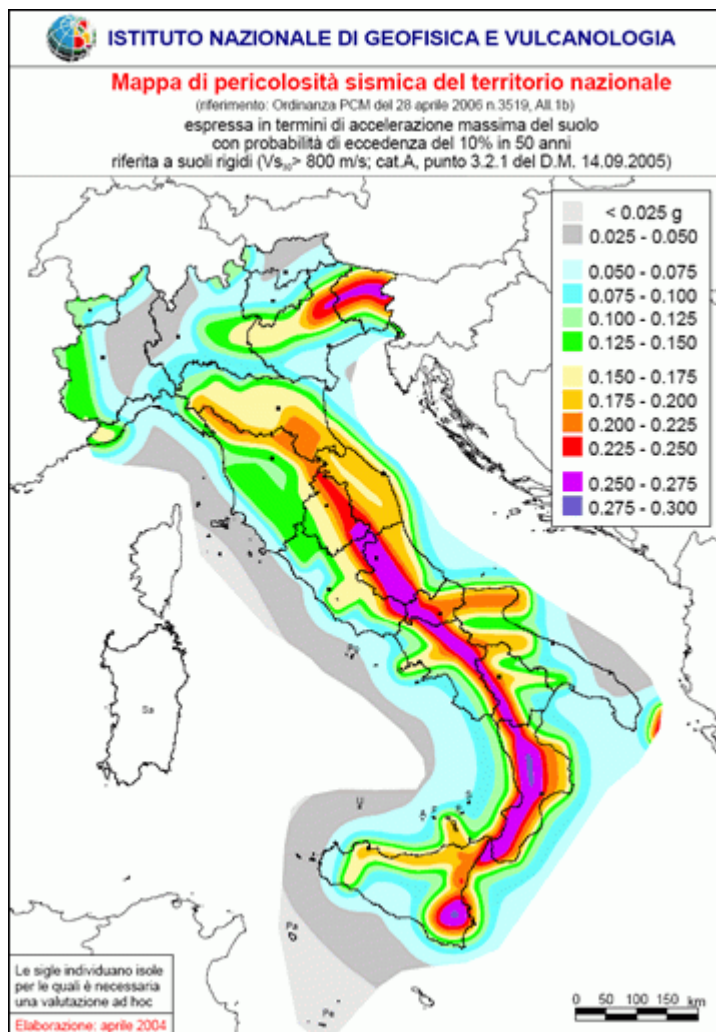 ISTITUTO NAZIONALE DI GEOFISICA E VULCANOLOGIA
Mappa di pericolosità sismica del territorio nazionale
(riferimento: Ordinanza PCM del 28 aprile 2006 n.3519, All.1b)
espressa in termini di accelerazione massima del suolo
con probabilità di eccedenza del 10% in 50 anni
riferita a suoli rigidi (Vs₃₀> 800 m/s; cat.A, punto 3.2.1 del D.M. 14.09.2005)
< 0.025 g
0.025 - 0.050
0.050 - 0.075
0.075 - 0.100
0.100 - 0.125
0.125 - 0.150
0.150 - 0.175
0.175 - 0.200
0.200 - 0.225
0.225 - 0.250
0.250 - 0.275
0.275 - 0.300
Sa
U
Pa
Pe
Le sigle individuano isole
per le quali è necessaria
una valutazione ad hoc
Elaborazione: aprile 2004
0 50 100 150 km